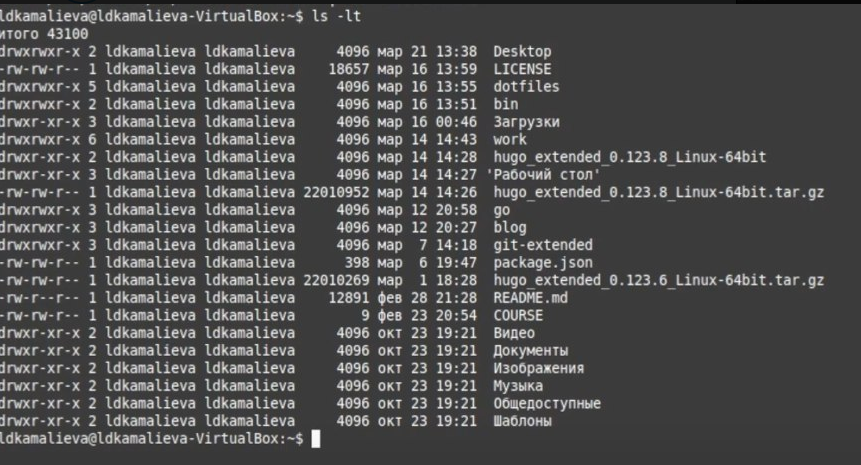 ldkamalieva@ldkamalieva-VirtualBox:~$ ls -lt
итого 43100
drwxrwxr-x 2 ldkamalieva ldkamalieva     4096 мар 21 13:38  Desktop
-rw-rw-r-- 1 ldkamalieva ldkamalieva    18657 мар 16 13:59  LICENSE
drwxrwxr-x 5 ldkamalieva ldkamalieva     4096 мар 16 13:55  dotfiles
drwxrwxr-x 2 ldkamalieva ldkamalieva     4096 мар 16 13:51  bin
drwxr-xr-x 3 ldkamalieva ldkamalieva     4096 мар 16 00:46  Загрузки
drwxrwxr-x 6 ldkamalieva ldkamalieva     4096 мар 14 14:43  work
drwxr-xr-x 2 ldkamalieva ldkamalieva     4096 мар 14 14:28  hugo_extended_0.123.8_Linux-64bit
drwxr-xr-x 3 ldkamalieva ldkamalieva     4096 мар 14 14:27 'Рабочий стол'
-rw-rw-r-- 1 ldkamalieva ldkamalieva 22010952 мар 14 14:26  hugo_extended_0.123.8_Linux-64bit.tar.gz
drwxrwxr-x 3 ldkamalieva ldkamalieva     4096 мар 12 20:58  go
drwxrwxr-x 3 ldkamalieva ldkamalieva     4096 мар 12 20:27  blog
drwxrwxr-x 3 ldkamalieva ldkamalieva     4096 мар  7 14:18  git-extended
-rw-rw-r-- 1 ldkamalieva ldkamalieva      398 мар  6 19:47  package.json
-rw-rw-r-- 1 ldkamalieva ldkamalieva 22010269 мар  1 18:28  hugo_extended_0.123.6_Linux-64bit.tar.gz
-rw-r--r-- 1 ldkamalieva ldkamalieva    12891 фев 28 21:28  README.md
-rw-rw-r-- 1 ldkamalieva ldkamalieva        9 фев 23 20:54  COURSE
drwxr-xr-x 2 ldkamalieva ldkamalieva     4096 окт 23 19:21  Видео
drwxr-xr-x 2 ldkamalieva ldkamalieva     4096 окт 23 19:21  Документы
drwxr-xr-x 2 ldkamalieva ldkamalieva     4096 окт 23 19:21  Изображения
drwxr-xr-x 2 ldkamalieva ldkamalieva     4096 окт 23 19:21  Музыка
drwxr-xr-x 2 ldkamalieva ldkamalieva     4096 окт 23 19:21  Общедоступные
drwxr-xr-x 2 ldkamalieva ldkamalieva     4096 окт 23 19:21  Шаблоны
ldkamalieva@ldkamalieva-VirtualBox:~$